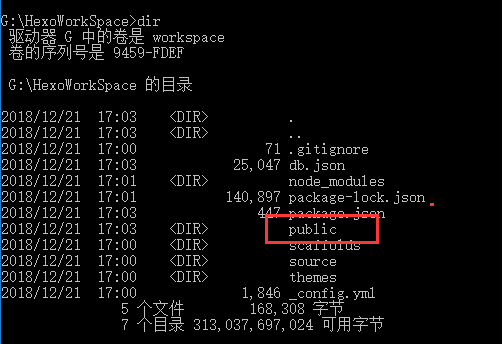 G:\HexoWorkSpace>dir
驱动器 G 中的卷是 workspace
卷的序列号是 9459-FDEF
G:\HexoWorkSpace 的目录
2018/12/21 17:03 <DIR> .
2018/12/21 17:03 <DIR> ..
2018/12/21 17:00 71 .gitignore
2018/12/21 17:03 25,047 db.json
2018/12/21 17:01 <DIR> node_modules
2018/12/21 17:01 140,897 package-lock.json
2018/12/21 17:03 447 package.json
2018/12/21 17:03 <DIR> public
2018/12/21 17:00 <DIR> scaffolds
2018/12/21 17:00 <DIR> source
2018/12/21 17:00 <DIR> themes
2018/12/21 17:00 1,846 _config.yml
5 个文件 168,308 字节
7 个目录 313,037,697,024 可用字节